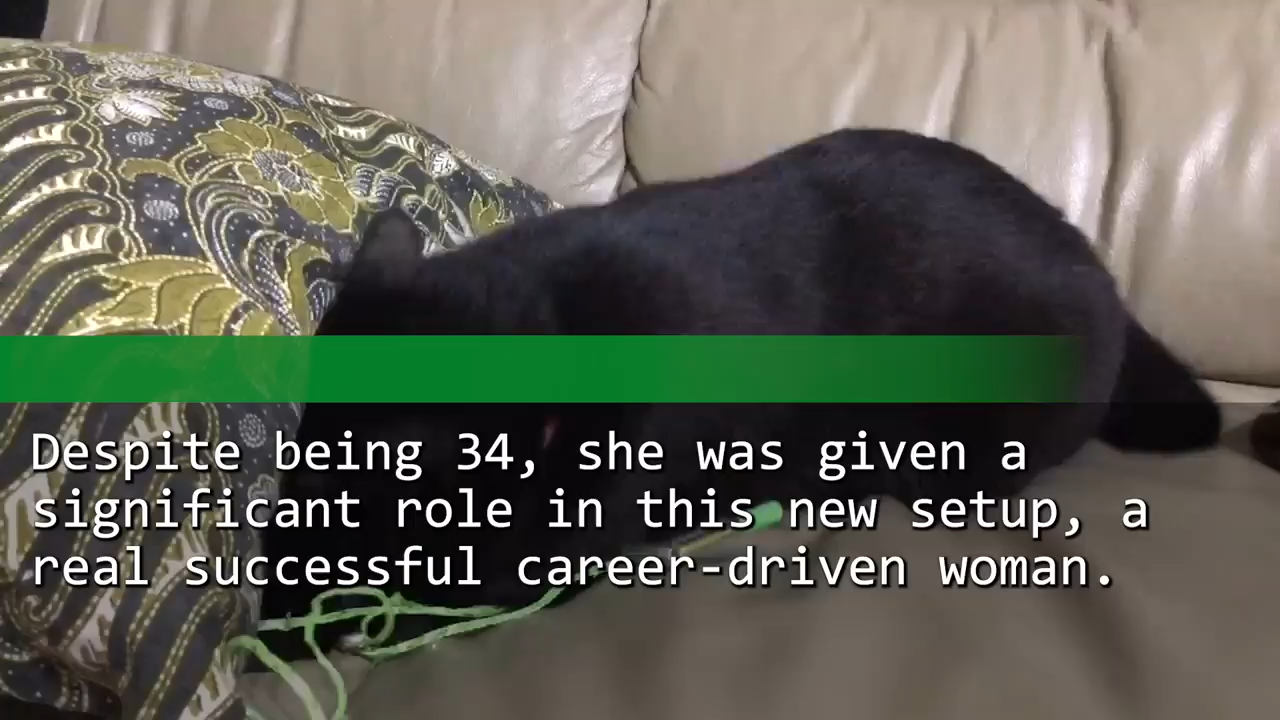 Despite being 34, she was given a
significant role in this new setup, a
real successful career-driven woman.